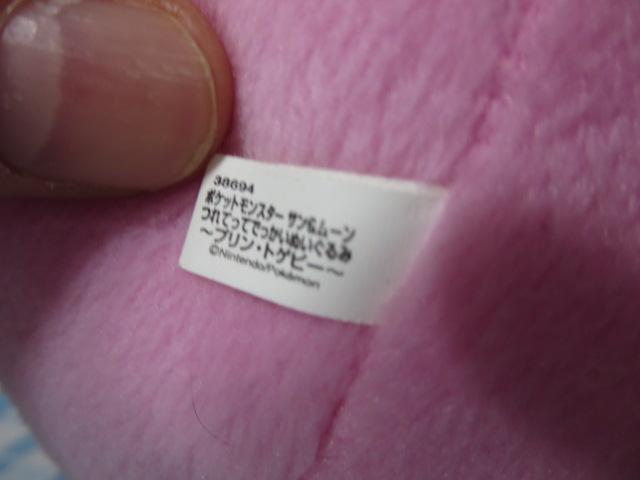 38694
ポケットモンスター サン&ムーン
つれてってでっかいぬいぐるみ
〜プリン・トゲピー〜
©Nintendo/Pokémon